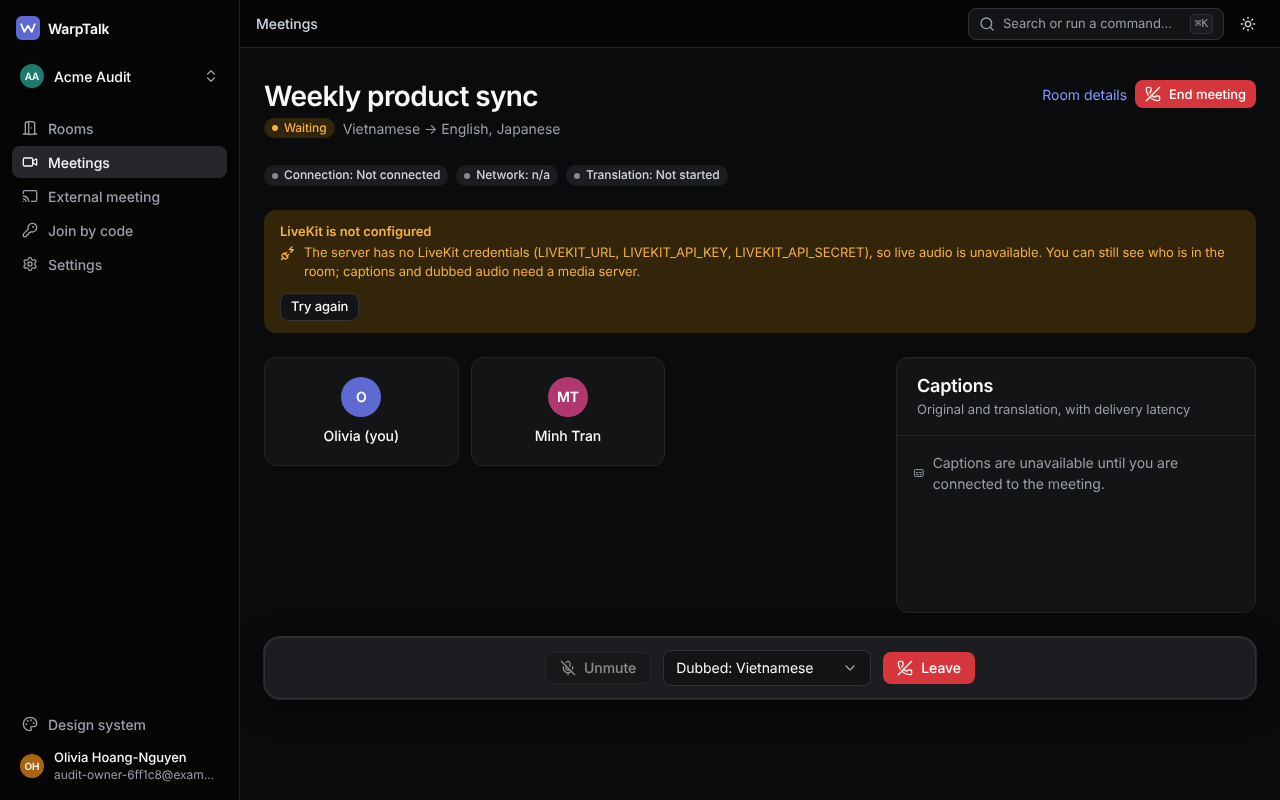 WarpTalk
Meetings
Search or run a command... ⌘K
AA Acme Audit
Rooms
Meetings
External meeting
Join by code
Settings
Weekly product sync
Room details
End meeting
Waiting
Vietnamese → English, Japanese
Connection: Not connected
Network: n/a
Translation: Not started
LiveKit is not configured
The server has no LiveKit credentials (LIVEKIT_URL, LIVEKIT_API_KEY, LIVEKIT_API_SECRET), so live audio is unavailable. You can still see who is in the
room; captions and dubbed audio need a media server.
Try again
O
Olivia (you)
MT
Minh Tran
Captions
Original and translation, with delivery latency
Captions are unavailable until you are
connected to the meeting.
Unmute
Dubbed: Vietnamese
Leave
Design system
OH
Olivia Hoang-Nguyen
audit-owner-6ff1c8@exam...